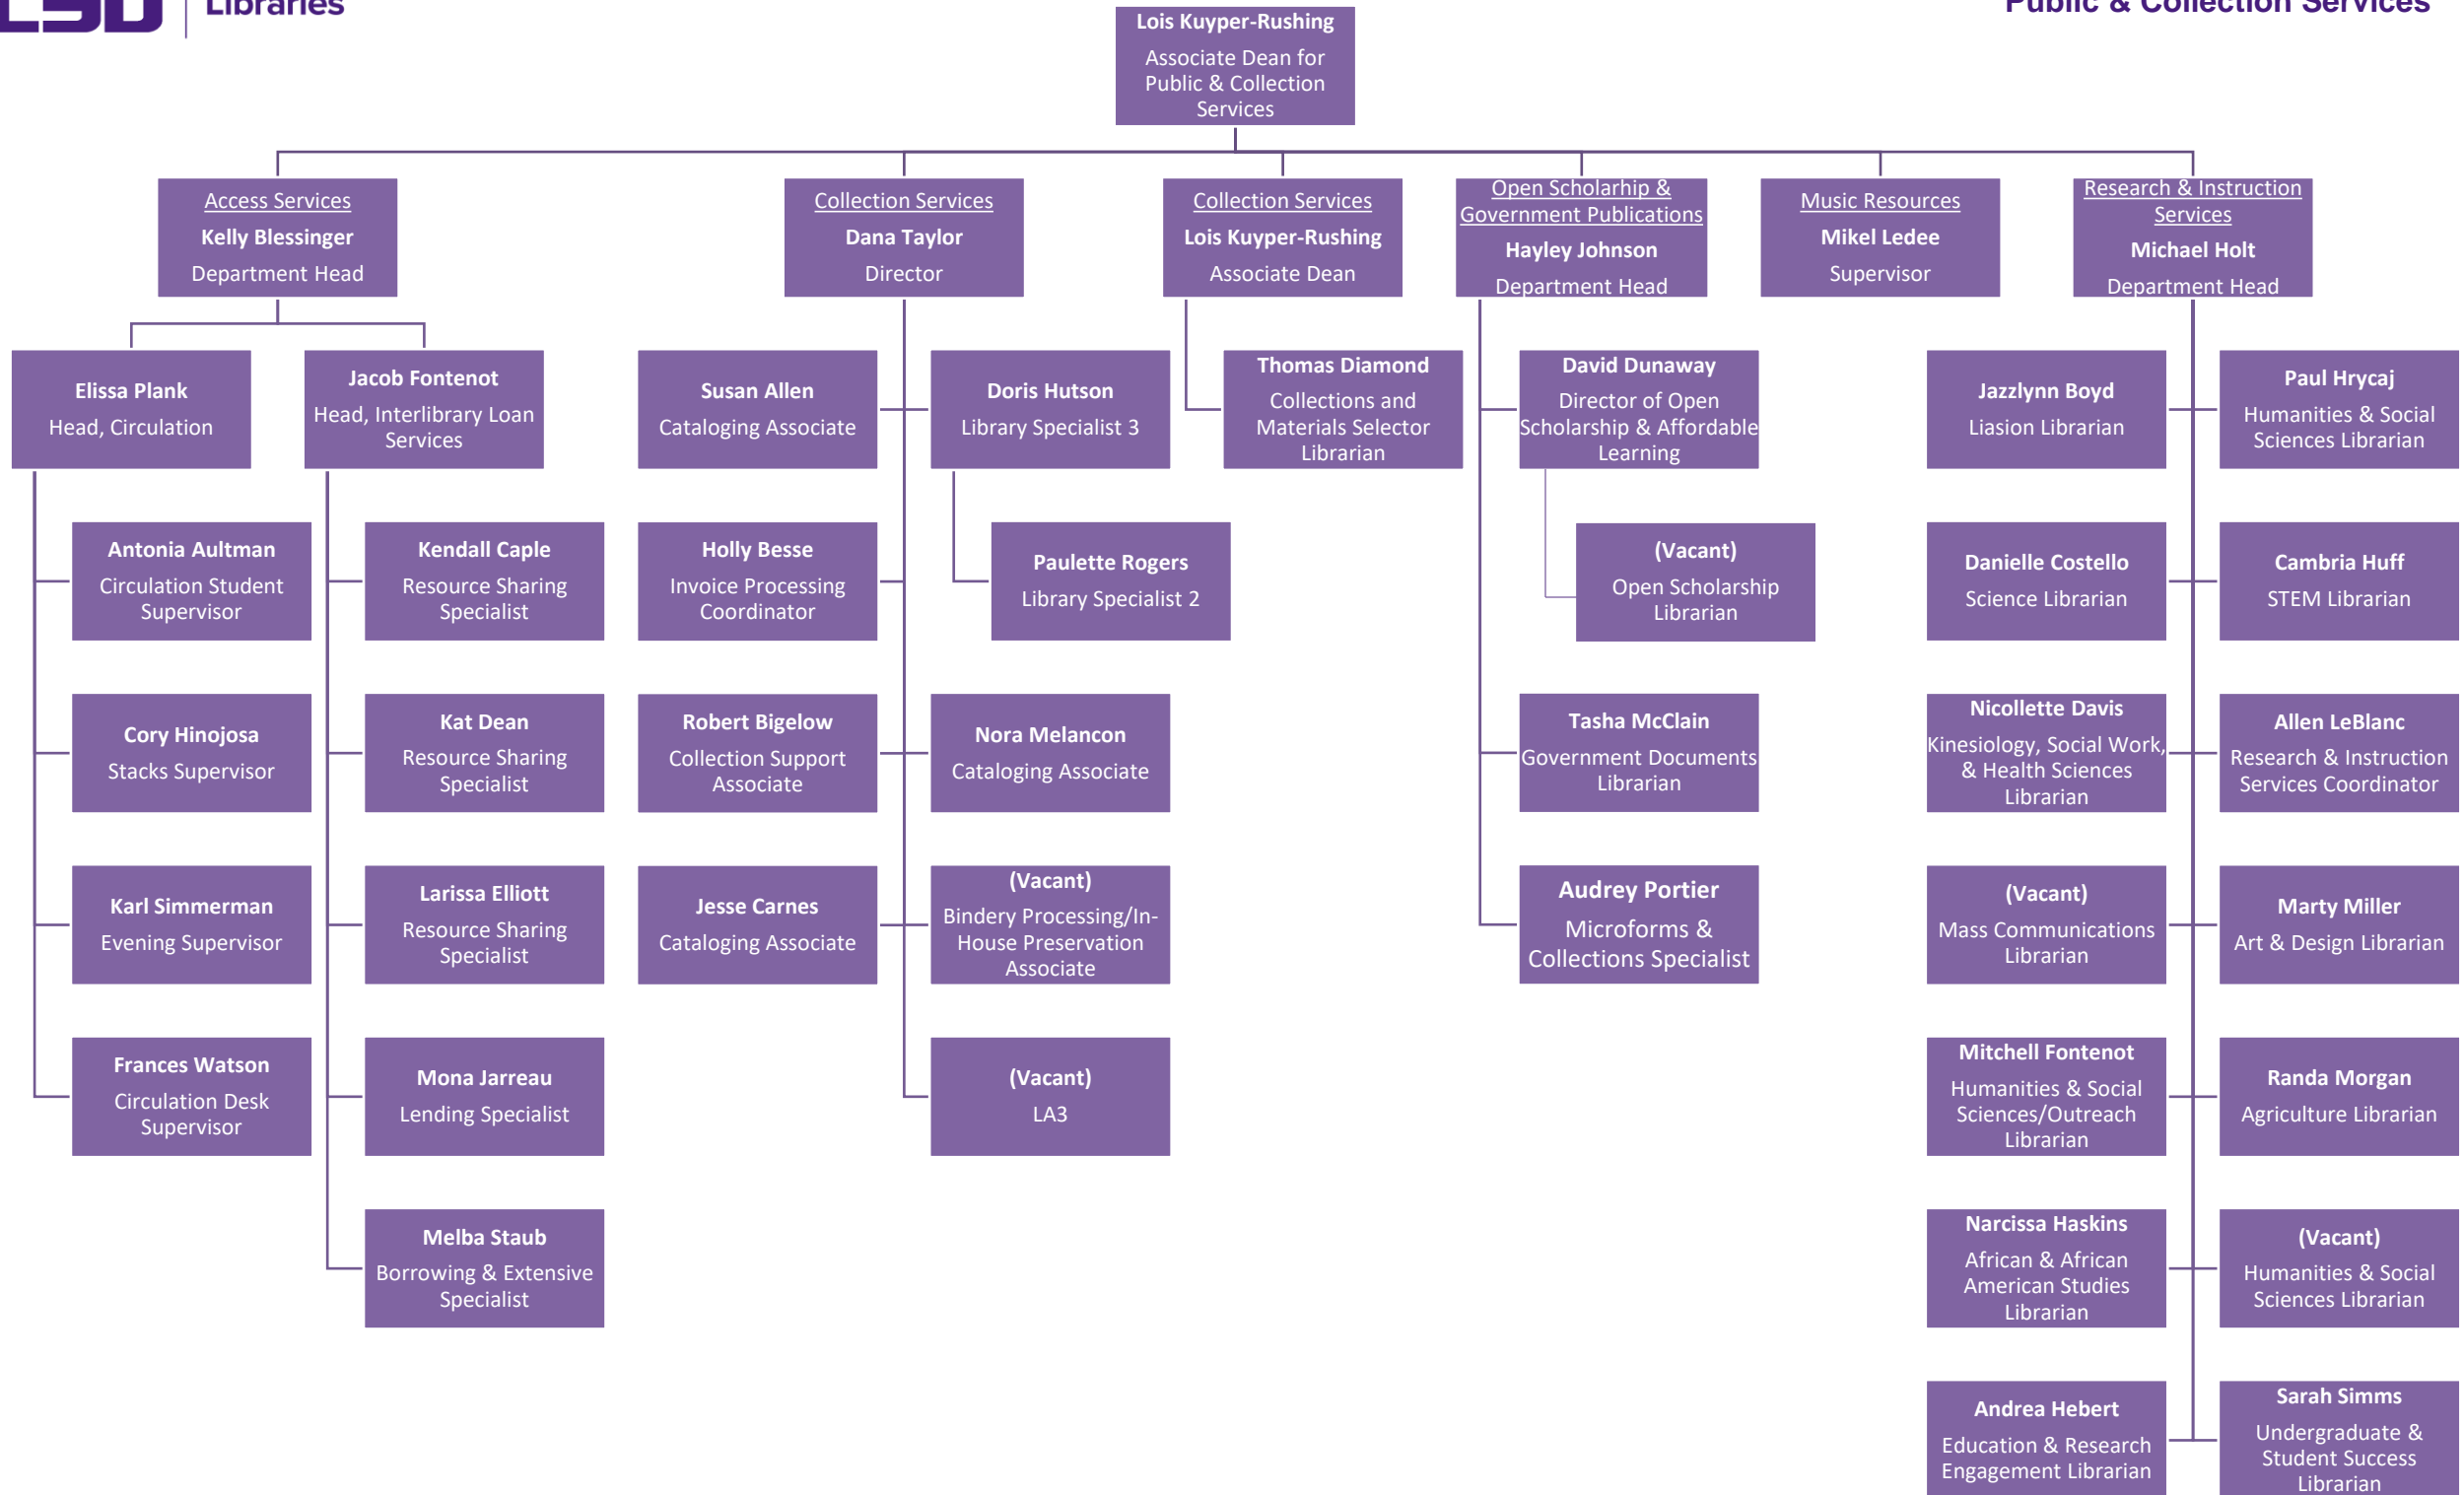 LSU
Libraries
Public & Collection Services
Lois Kuyper-Rushing
Associate Dean for
Public & Collection
Services
Access Services
Kelly Blessinger
Department Head
Collection Services
Dana Taylor
Director
Collection Services
Lois Kuyper-Rushing
Associate Dean
Open Scholarhip &
Government Publications
Hayley Johnson
Department Head
Music Resources
Mikel Ledee
Supervisor
Research & Instruction
Services
Michael Holt
Department Head
Elissa Plank
Head, Circulation
Jacob Fontenot
Head, Interlibrary Loan
Services
Susan Allen
Cataloging Associate
Doris Hutson
Library Specialist 3
Thomas Diamond
Collections and
Materials Selector
Librarian
David Dunaway
Director of Open
Scholarship & Affordable
Learning
Jazzlynn Boyd
Liasion Librarian
Paul Hrycaj
Humanities & Social
Sciences Librarian
Antonia Aultman
Circulation Student
Supervisor
Kendall Caple
Resource Sharing
Specialist
Holly Besse
Invoice Processing
Coordinator
Paulette Rogers
Library Specialist 2
(Vacant)
Open Scholarship
Librarian
Danielle Costello
Science Librarian
Cambria Huff
STEM Librarian
Cory Hinojosa
Stacks Supervisor
Kat Dean
Resource Sharing
Specialist
Robert Bigelow
Collection Support
Associate
Nora Melancon
Cataloging Associate
Tasha McClain
Government Documents
Librarian
Nicollette Davis
Kinesiology, Social Work,
& Health Sciences
Librarian
Allen LeBlanc
Research & Instruction
Services Coordinator
Karl Simmerman
Evening Supervisor
Larissa Elliott
Resource Sharing
Specialist
Jesse Carnes
Cataloging Associate
(Vacant)
Bindery Processing/In-
House Preservation
Associate
Audrey Portier
Microforms &
Collections Specialist
(Vacant)
Mass Communications
Librarian
Marty Miller
Art & Design Librarian
Frances Watson
Circulation Desk
Supervisor
Mona Jarreau
Lending Specialist
(Vacant)
LA3
Mitchell Fontenot
Humanities & Social
Sciences/Outreach
Librarian
Randa Morgan
Agriculture Librarian
Melba Staub
Borrowing & Extensive
Specialist
Narcissa Haskins
African & African
American Studies
Librarian
(Vacant)
Humanities & Social
Sciences Librarian
Andrea Hebert
Education & Research
Engagement Librarian
Sarah Simms
Undergraduate &
Student Success
Librarian